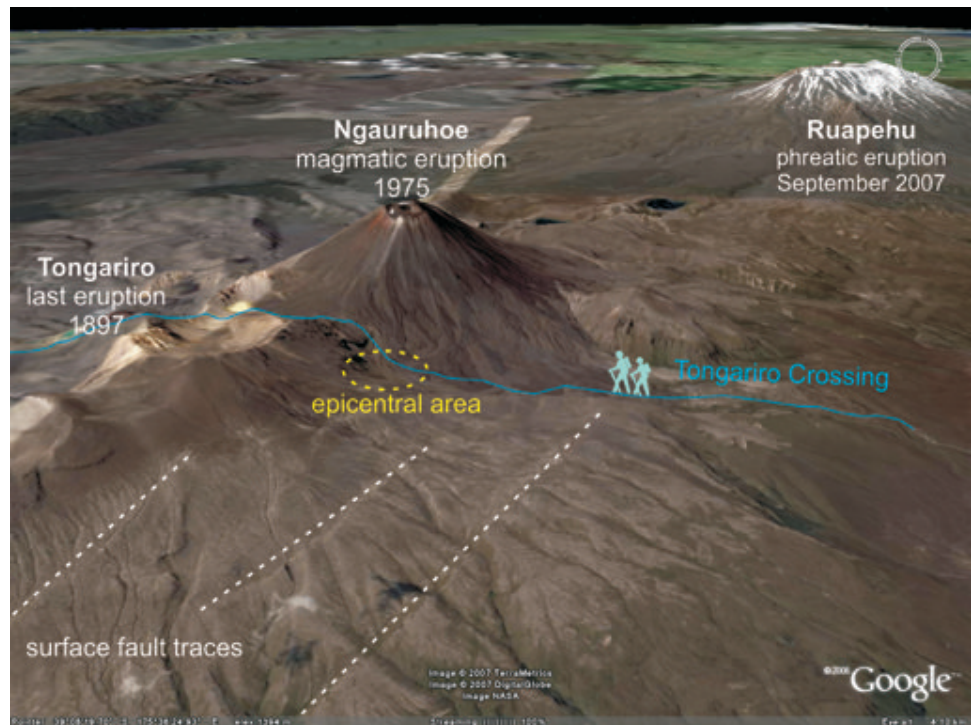 Ngauruhoe
magmatic eruption
1975
Ruapehu
phreatic eruption
September 2007
Tongariro
last eruption
1897
Tongariro Crossing
epicentral area
surface fault traces
Image © 2007 TerraMetrics
Image © 2007 DigitalGlobe
Image NASA
Google